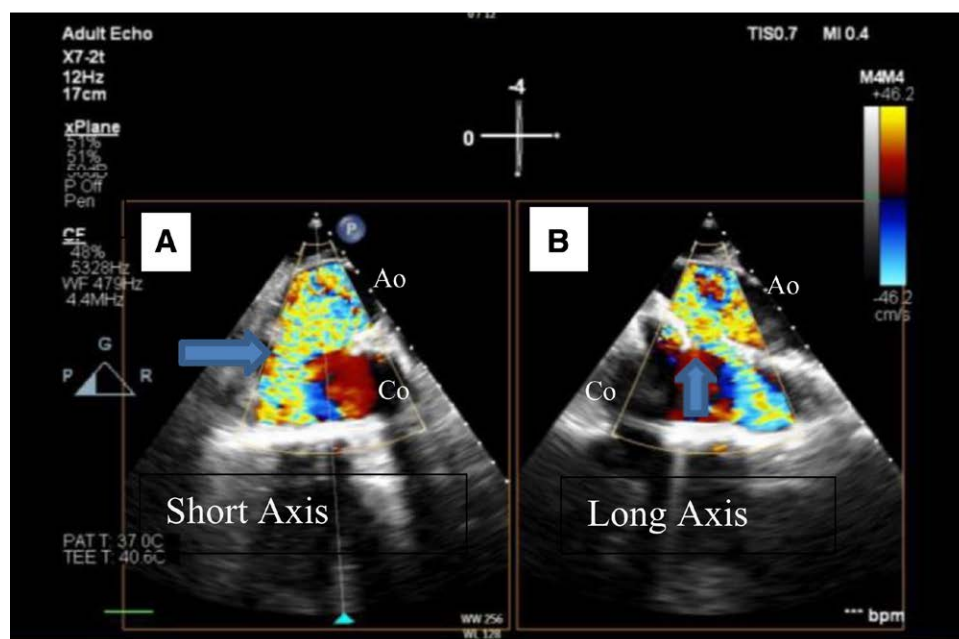 Adult Echo
X7-2t
12Hz
17cm
xPlane
51%
51%
50dB
P Off
Pen
CF
48%
5328Hz
WF 479Hz
4.4MHz
G
P R
PAT T: 37.0C
TEE T: 40.6C
TIS0.7 MI 0.4
M4M4
+46.2
-46.2
cm/s
-4
0
A
P
Ao
Co
Short Axis
WW 256
WL 128
B
Ao
Co
Long Axis
*** bpm